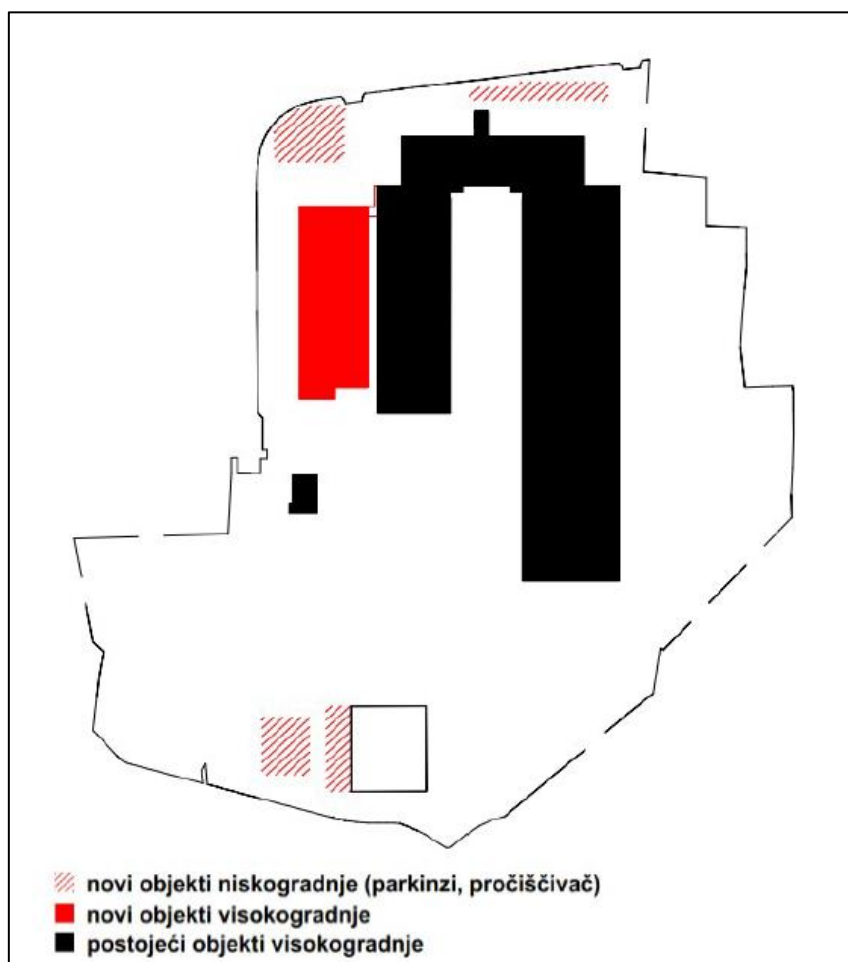 novi objekti niskogradnje (parkinzi, pročiščivač)
novi objekti visokogradnje
postojeći objekti visokogradnje